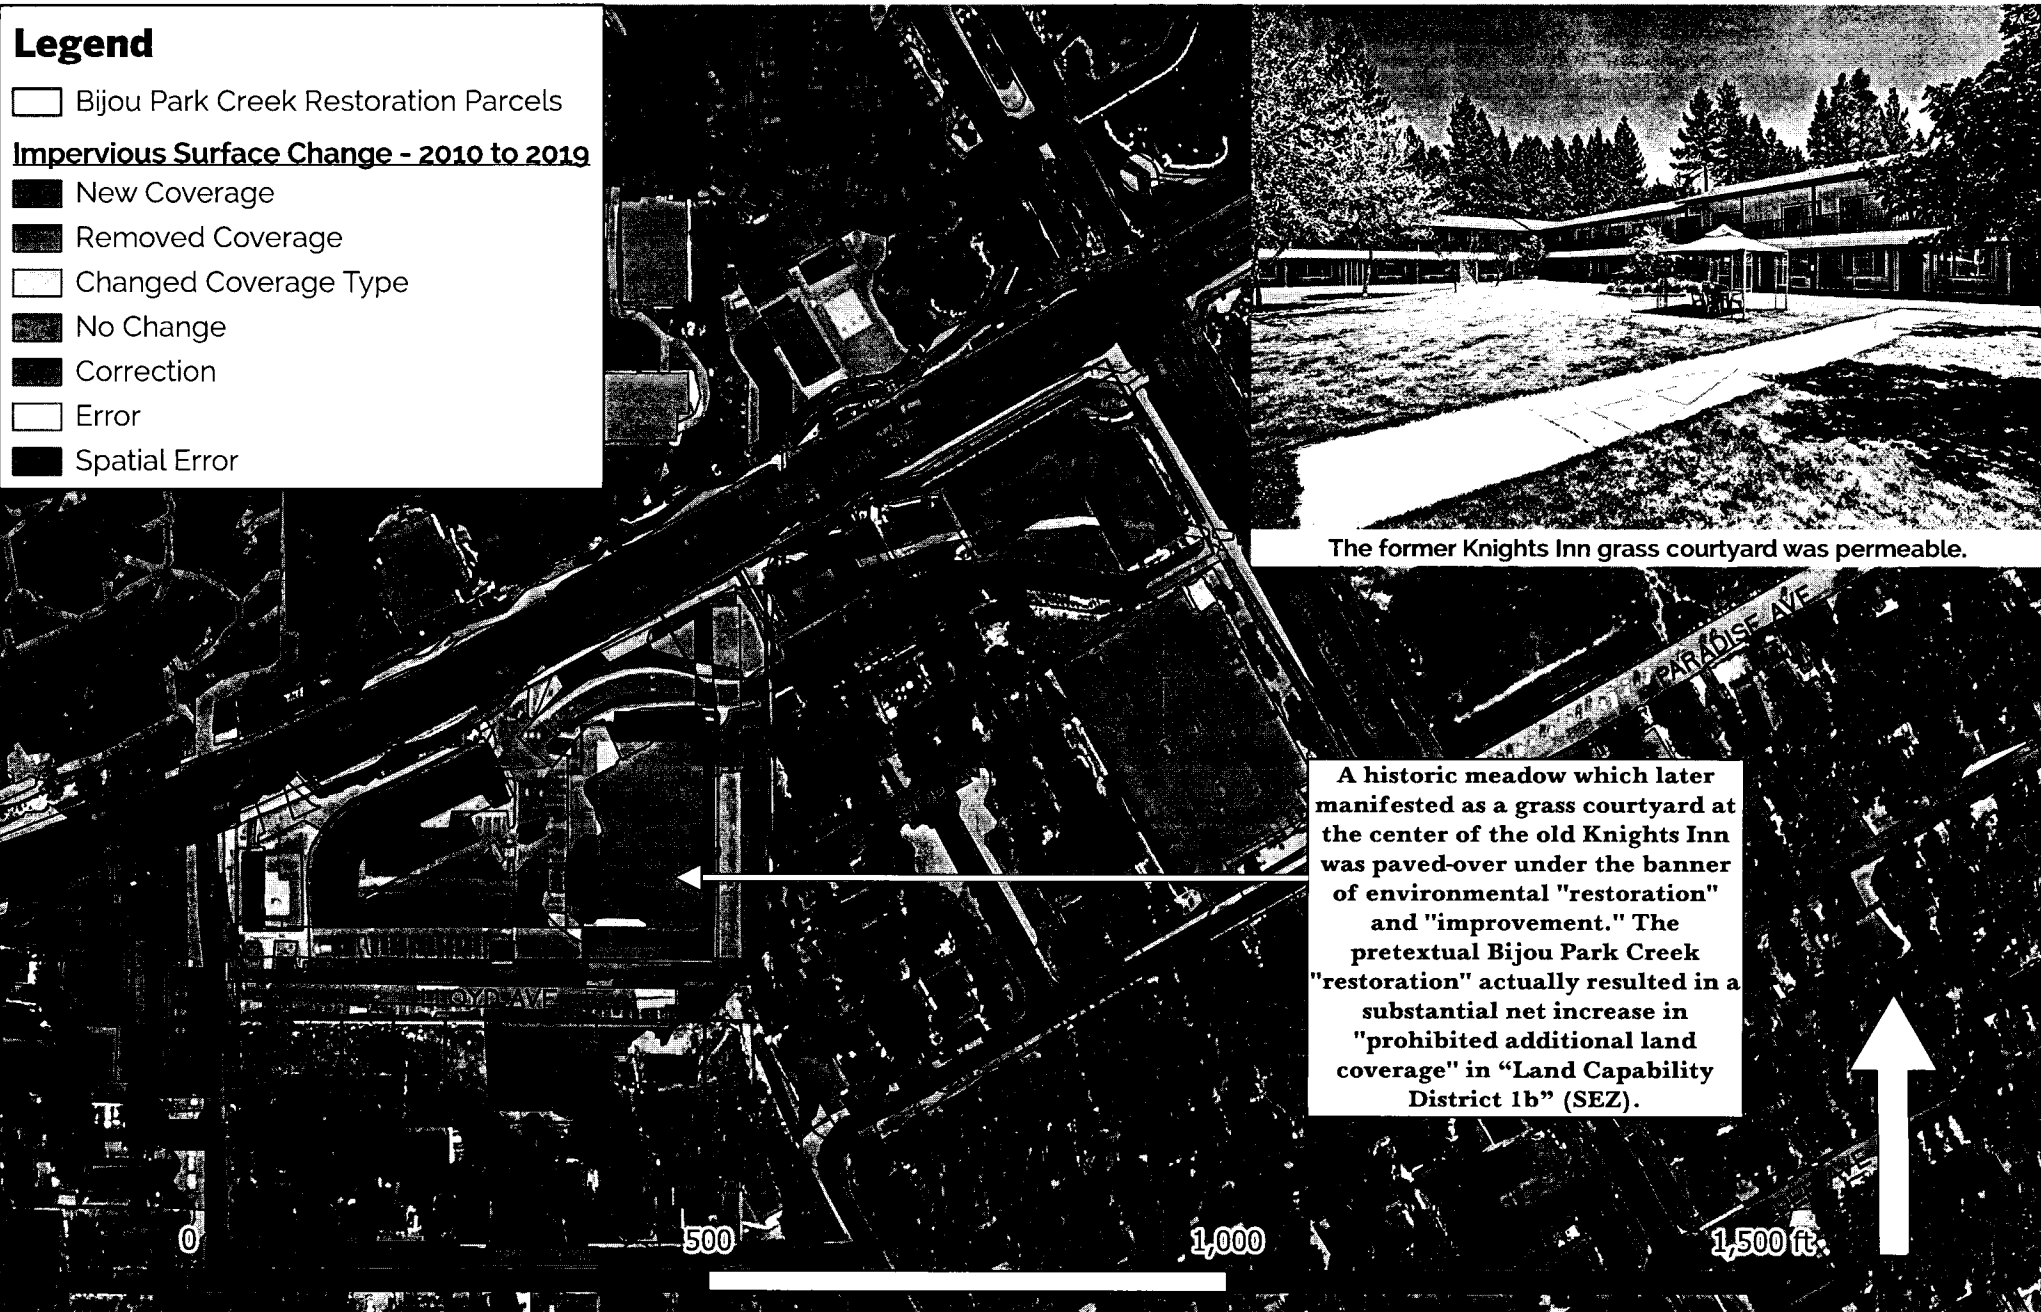 Legend
Bijou Park Creek Restoration Parcels
Impervious Surface Change - 2010 to 2019
New Coverage
Removed Coverage
Changed Coverage Type
No Change
Correction
Error
Spatial Error
The former Knights Inn grass courtyard was permeable.
PARADISE AVE
A historic meadow which later
manifested as a grass courtyard at
the center of the old Knights Inn
was paved-over under the banner
of environmental "restoration"
and "improvement." The
pretextual Bijou Park Creek
"restoration" actually resulted in a
substantial net increase in
"prohibited additional land
coverage" in “Land Capability
District 1b” (SEZ).
0
500
1,000
1,500 ft